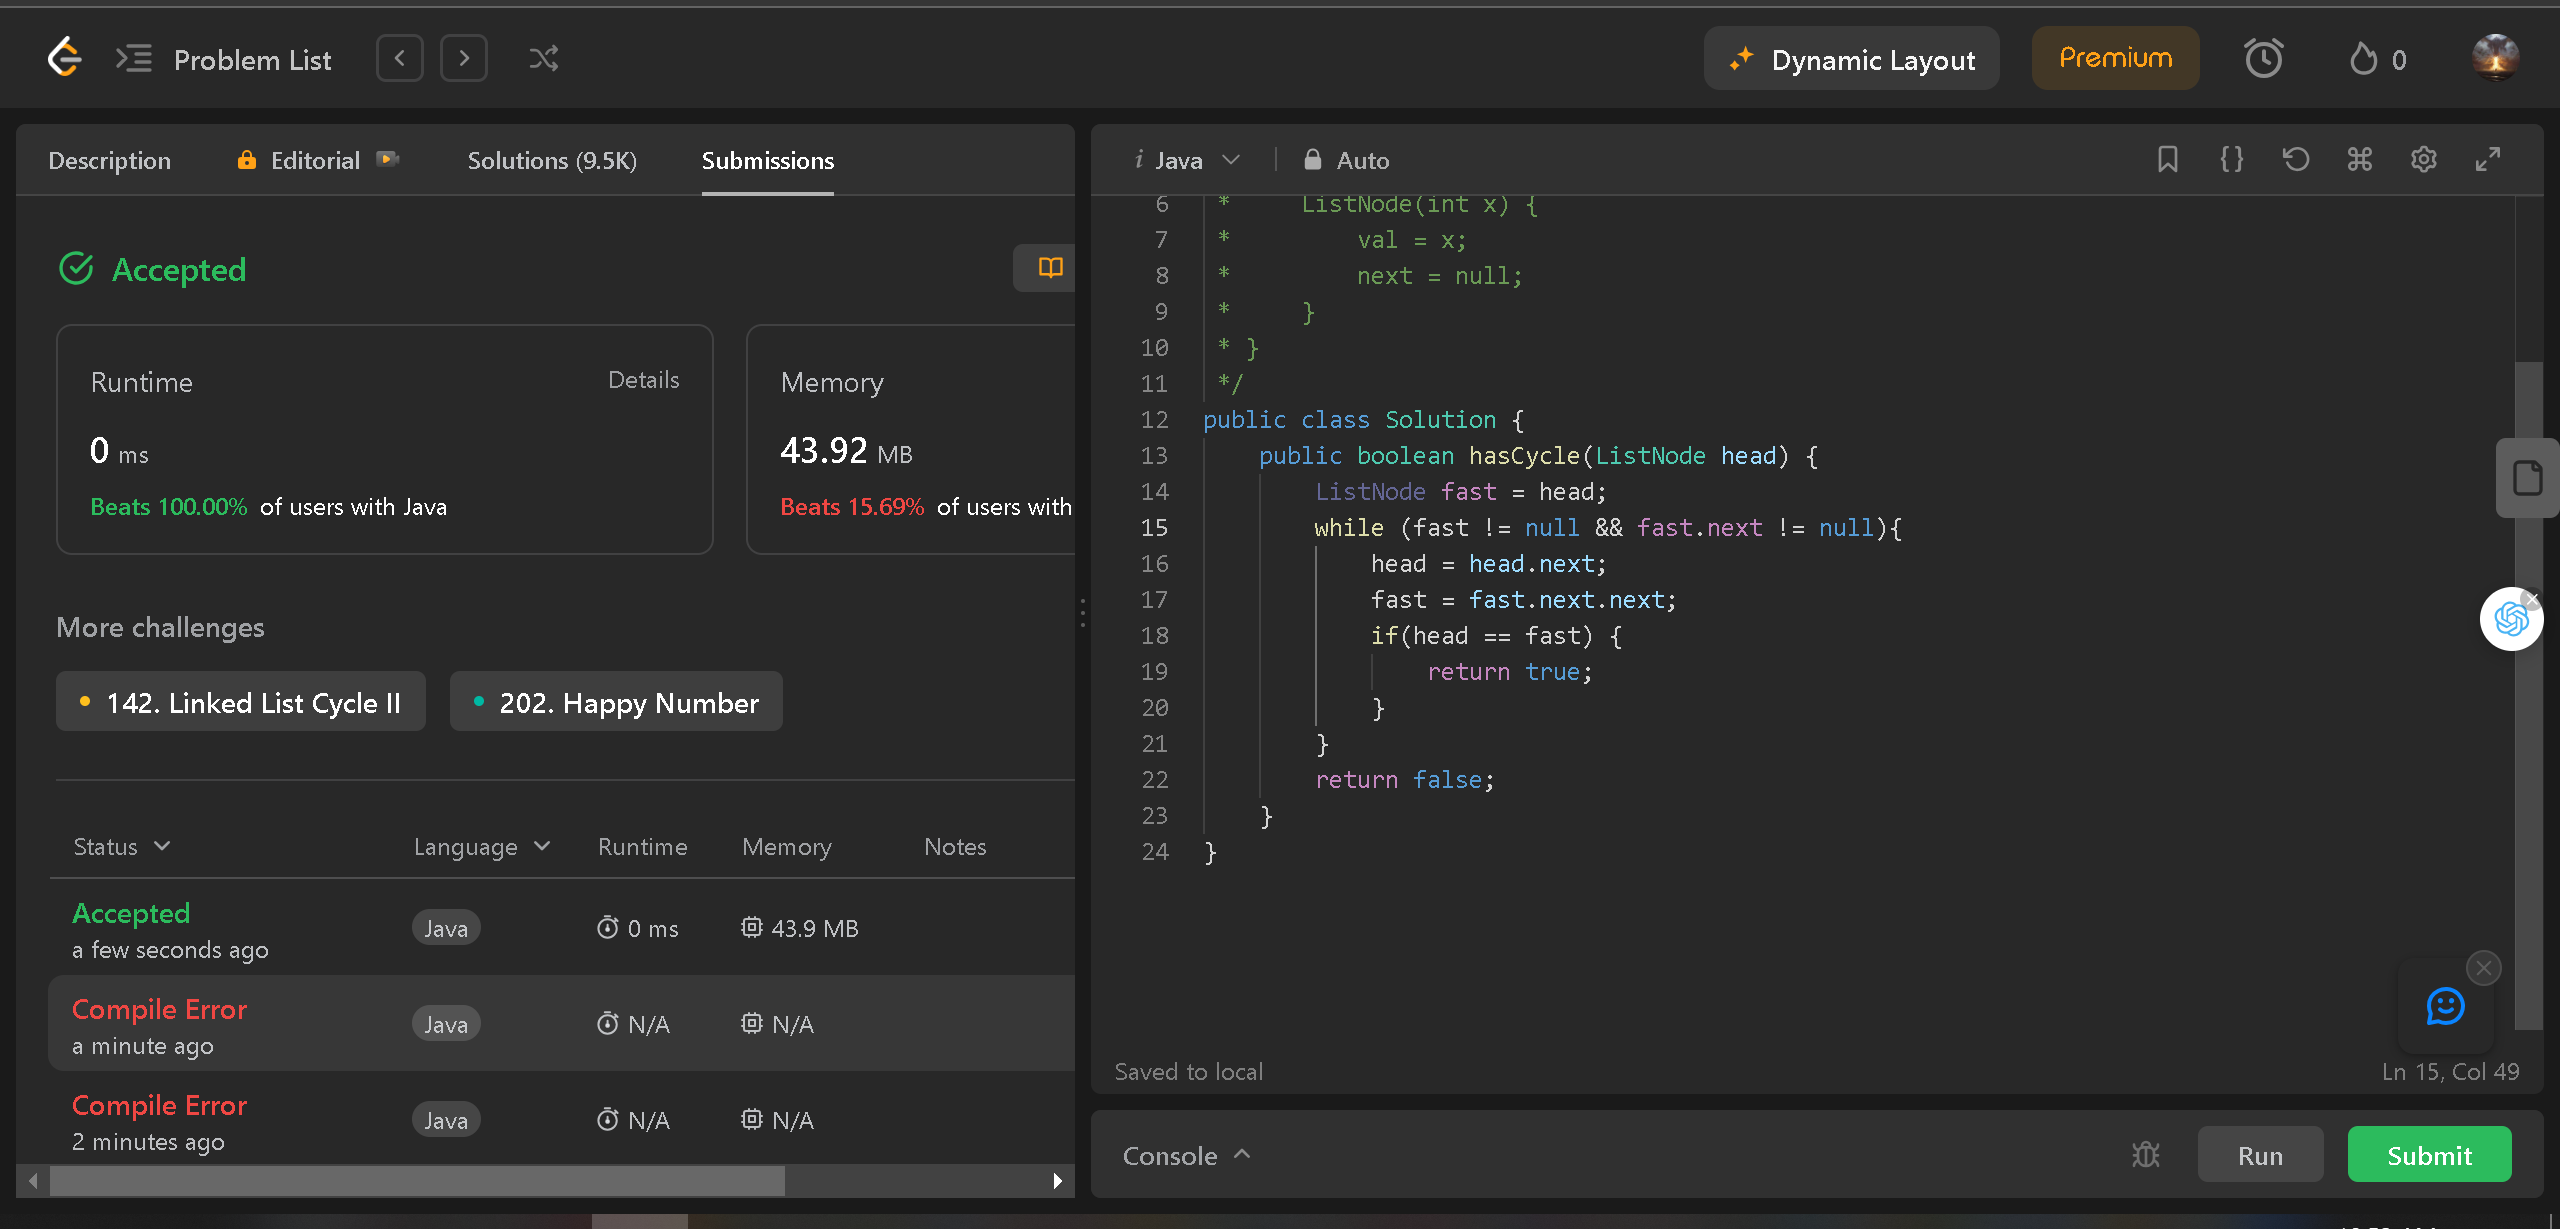 Problem List
Dynamic Layout
Premium
0
Description
Editorial
Solutions (9.5K)
Submissions
Accepted
Runtime
Details
0 ms
Beats 100.00% of users with Java
Memory
43.92 MB
Beats 15.69% of users with
More challenges
142. Linked List Cycle II
202. Happy Number
Status
Language
Runtime
Memory
Notes
Accepted
a few seconds ago
Java
0 ms
43.9 MB
Compile Error
a minute ago
Java
N/A
N/A
Compile Error
2 minutes ago
Java
N/A
N/A
i Java
Auto
6 *     ListNode(int x) {
7 *         val = x;
8 *         next = null;
9 *     }
10 * }
11 */
12 public class Solution {
13     public boolean hasCycle(ListNode head) {
14         ListNode fast = head;
15         while (fast != null && fast.next != null){
16             head = head.next;
17             fast = fast.next.next;
18             if(head == fast) {
19                 return true;
20             }
21         }
22         return false;
23     }
24 }
Saved to local
Ln 15, Col 49
Console
Run
Submit